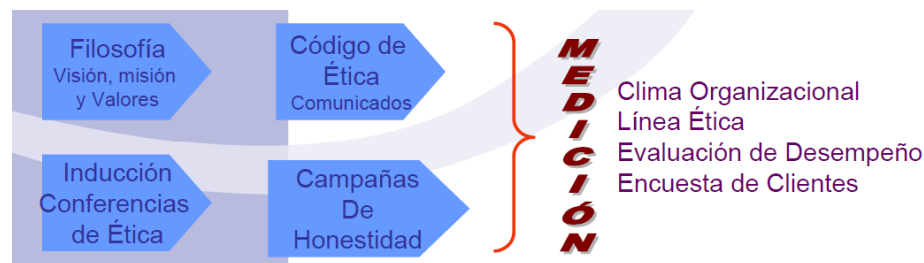 Filosofía
Visión, misión
y Valores
Código de
Ética
Comunicados
Inducción
Conferencias
de Ética
Campañas
De
Honestidad
MEDICIÓN
Clima Organizacional
Línea Ética
Evaluación de Desempeño
Encuesta de Clientes